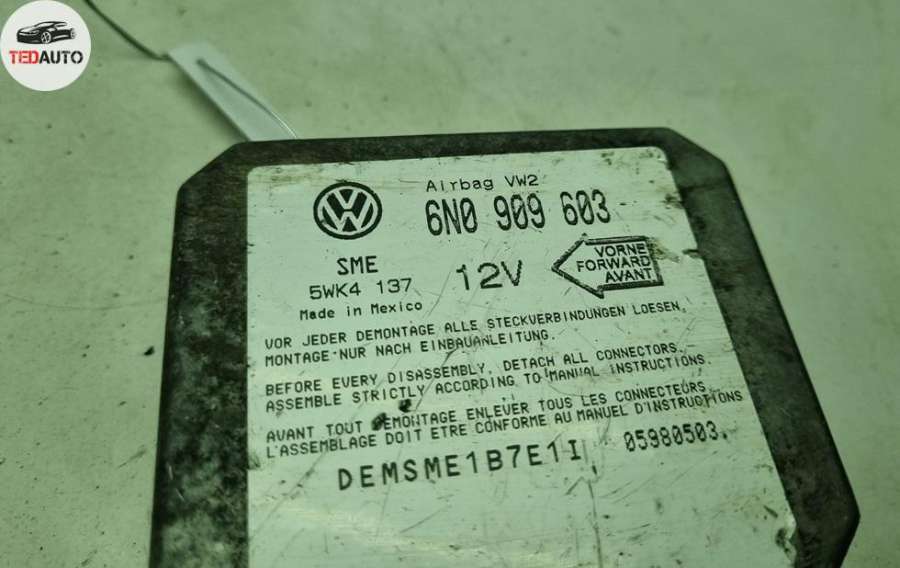 TEDAUTO
Airbag VW2
6N0 909 603
SME
5WK4 137
Made in Mexico
12V
VORNE
FORWARD
AVANT
VOR JEDER DEMONTAGE ALLE STECKVERBINDUNGEN LOESEN.
MONTAGE NUR NACH EINBAUANLEITUNG.
BEFORE EVERY DISASSEMBLY, DETACH ALL CONNECTORS.
ASSEMBLE STRICTLY ACCORDING TO MANUAL INSTRUCTIONS.
AVANT TOUT DEMONTAGE ENLEVER TOUS LES CONNECTEURS.
L'ASSEMBLAGE DOIT ETRE CONFORME AU MANUEL D'INSTRUCTIONS
DEMSME1B7E1I 05980503.